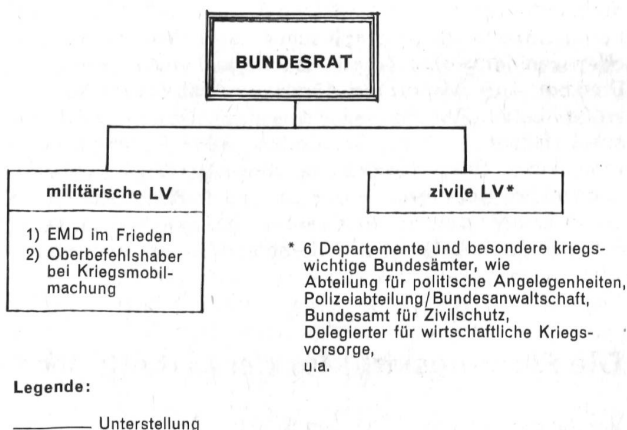 BUNDESRAT
militärische LV
1) EMD im Frieden
2) Oberbefehlshaber
bei Kriegsmobil-
machung
zivile LV*
* 6 Departemente und besondere kriegs-
wichtige Bundesämter, wie
Abteilung für politische Angelegenheiten,
Polizeiabteilung/Bundesanwaltschaft,
Bundesamt für Zivilschutz,
Delegierter für wirtschaftliche Kriegs-
vorsorge,
u.a.
Legende:
Unterstellung